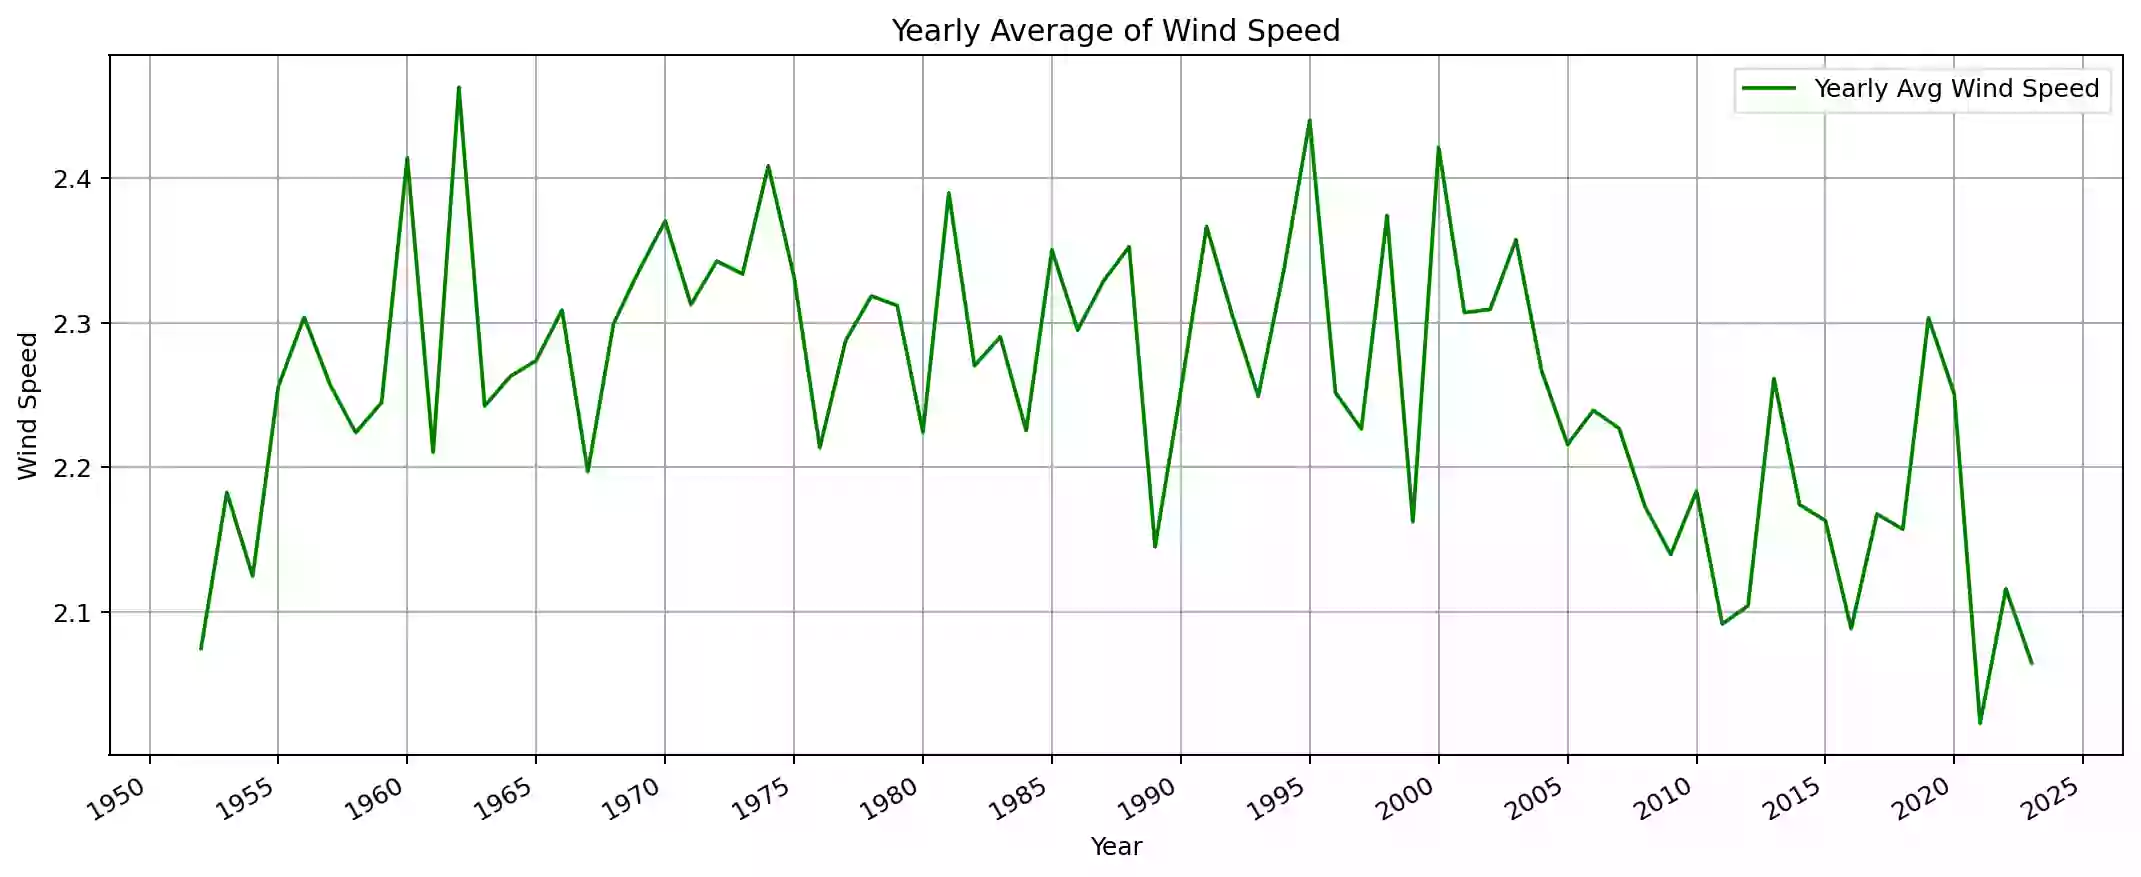 Yearly Average of Wind Speed
Yearly Avg Wind Speed
Wind Speed
2.4
2.3
2.2
2.1
1950 1955 1960 1965 1970 1975 1980 1985 1990 1995 2000 2005 2010 2015 2020 2025
Year